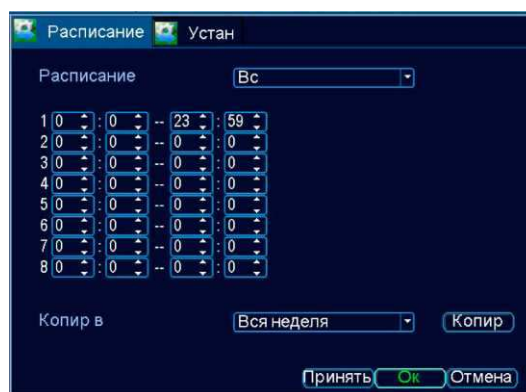 Расписание Устан
Расписание Вс
1 0 : 0 -- 23 : 59
2 0 : 0 -- 0 : 0
3 0 : 0 -- 0 : 0
4 0 : 0 -- 0 : 0
5 0 : 0 -- 0 : 0
6 0 : 0 -- 0 : 0
7 0 : 0 -- 0 : 0
8 0 : 0 -- 0 : 0
Копир в Вся неделя Копир
Принять Ок Отмена